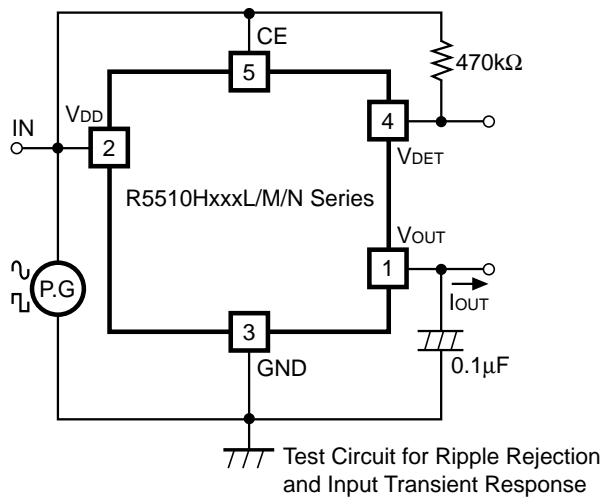 CE
5
470kΩ
VDD
IN
2
4
VDET
R5510HxxxL/M/N Series
VOUT
1
P.G
IOUT
3
GND
0.1μF
Test Circuit for Ripple Rejection
and Input Transient Response